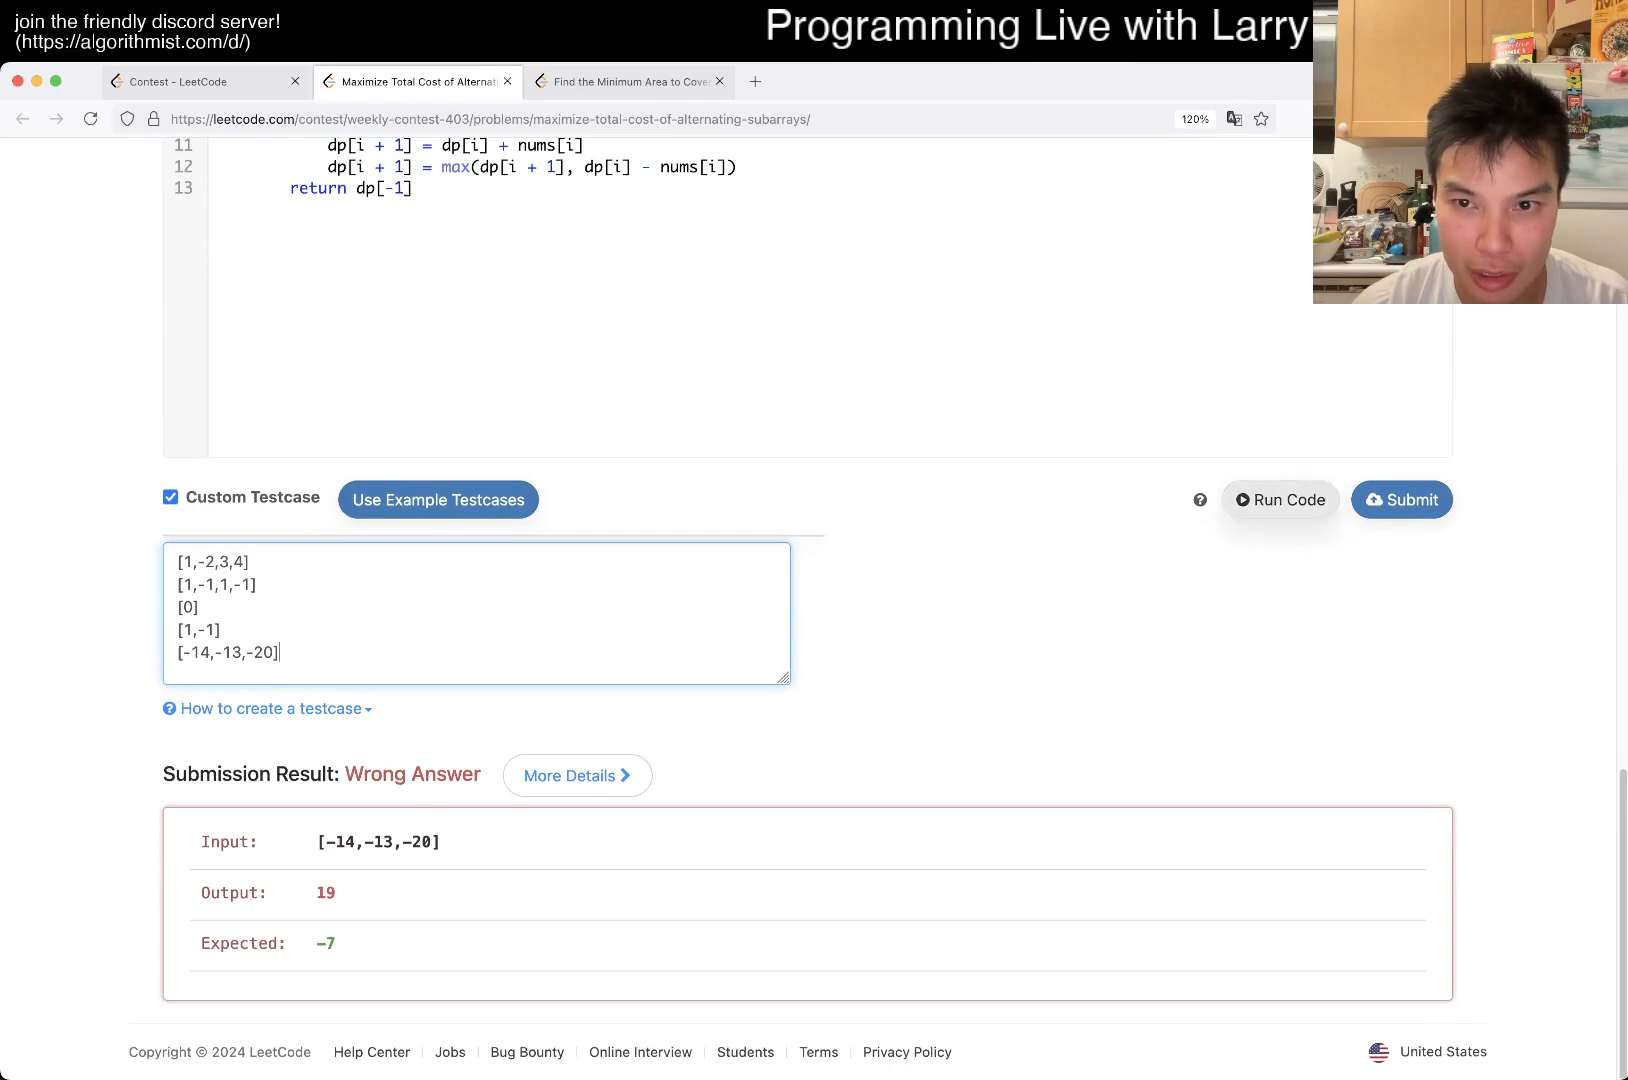 join the friendly discord server!
(https://algorithmist.com/d/)
Programming Live with Larry
Contest - LeetCode
Maximize Total Cost of Alternati
Find the Minimum Area to Cove
https://leetcode.com/contest/weekly-contest-403/problems/maximize-total-cost-of-alternating-subarrays/
120%
11 dp[i + 1] = dp[i] + nums[i]
12 dp[i + 1] = max(dp[i + 1], dp[i] - nums[i])
13 return dp[-1]
Custom Testcase
Use Example Testcases
Run Code
Submit
[1,-2,3,4]
[1,-1,1,-1]
[0]
[1,-1]
[-14,-13,-20]
How to create a testcase
Submission Result: Wrong Answer
More Details
Input: [-14,-13,-20]
Output: 19
Expected: -7
Copyright © 2024 LeetCode
Help Center
Jobs
Bug Bounty
Online Interview
Students
Terms
Privacy Policy
United States